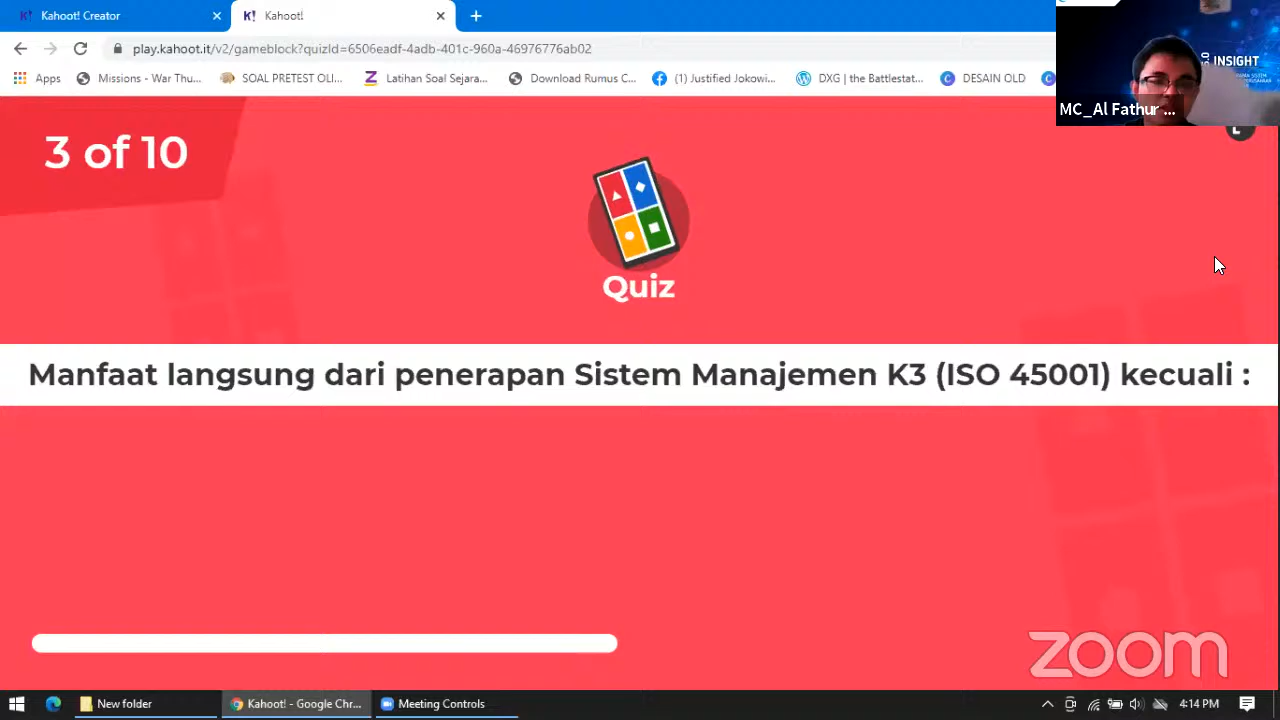 Kahoot! Creator
Kahoot!
play.kahoot.it/v2/gameblock?quizId=6506eadf-4adb-401c-960a-46976776ab02
Apps
Missions - War Thu...
SOAL PRETEST OLI...
Latihan Soal Sejara...
Download Rumus C...
(1) Justified Jokowi...
DXG | the Battlestat...
DESAIN OLD
INSIGHT
MC_Al Fathur ...
3 of 10
Quiz
Manfaat langsung dari penerapan Sistem Manajemen K3 (ISO 45001) kecuali :
zoom
New folder
Kahoot! - Google Chr...
Meeting Controls
4:14 PM